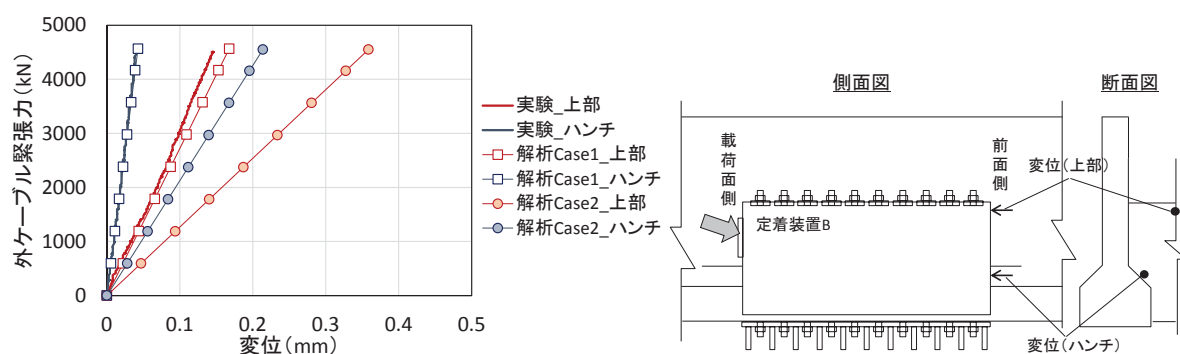 5000
4000
3000
2000
1000
0
外ケーブル緊張力(kN)
0
0.1
0.2
0.3
0.4
0.5
変位(mm)
実験_上部
実験_ハンチ
解析Case1_上部
解析Case1_ハンチ
解析Case2_上部
解析Case2_ハンチ
側面図
断面図
載荷面側
前面側
変位(上部)
定着装置B
変位(ハンチ)